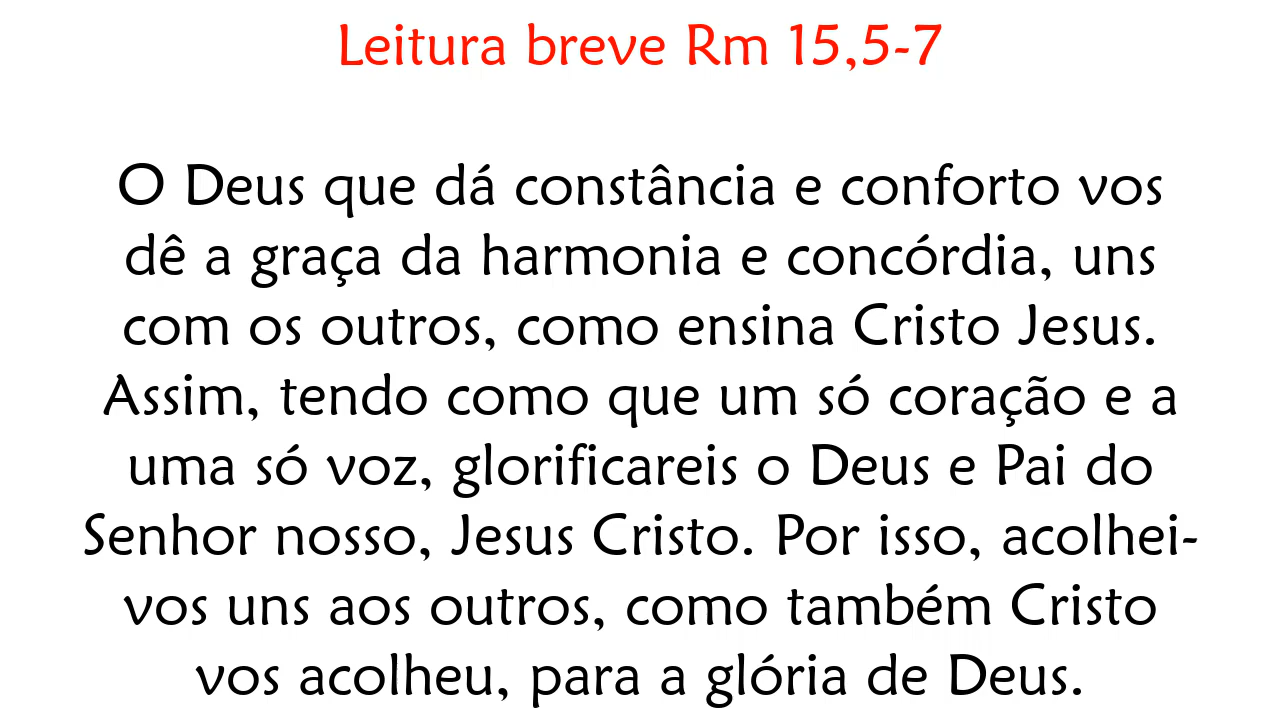 Leitura breve Rm 15,5-7
O Deus que dá constância e conforto vos
dê a graça da harmonia e concórdia, uns
com os outros, como ensina Cristo Jesus.
Assim, tendo como que um só coração e a
uma só voz, glorificareis o Deus e Pai do
Senhor nosso, Jesus Cristo. Por isso, acolhei-
vos uns aos outros, como também Cristo
vos acolheu, para a glória de Deus.